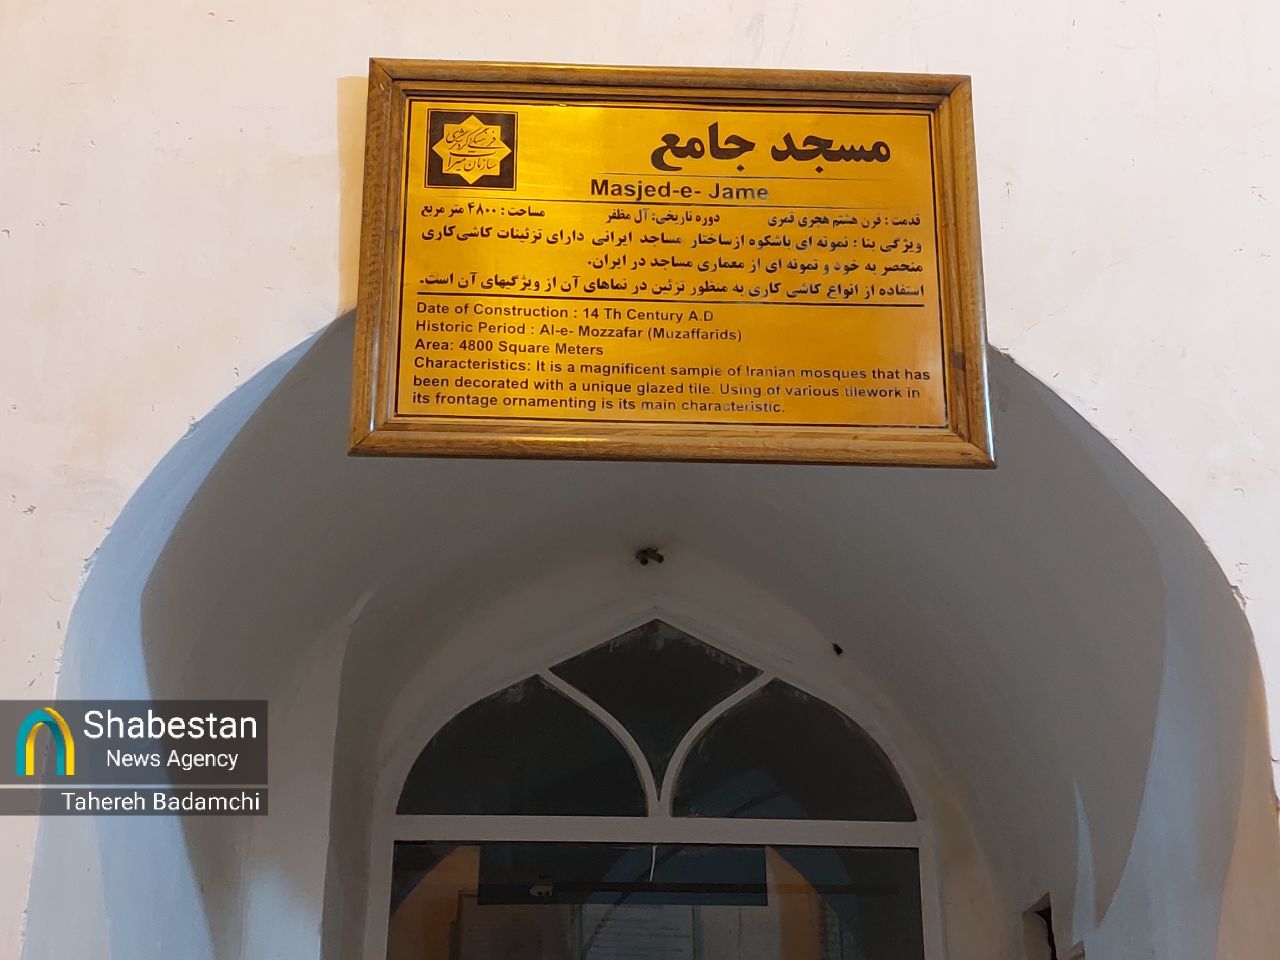 مسجد جامع
Masjed-e- Jame
قدمت : قرن هشتم هجری قمری دوره تاریخی: آل مظفر مساحت : ۴۸۰۰ متر مربع
ویژگی بنا : نمونه ای باشکوه ازساختار مساجد ایرانی دارای تزئینات کاشی‌کاری
منحصر به خود و نمونه ای از معماری مساجد در ایران.
استفاده از انواع کاشی کاری به منظور تزئین در نماهای آن از ویژگیهای آن است.
Date of Construction : 14 Th Century A.D
Historic Period : Al-e- Mozzafar (Muzaffarids)
Area: 4800 Square Meters
Characteristics: It is a magnificent sample of Iranian mosques that has
been decorated with a unique glazed tile. Using of various tilework in
its frontage ornamenting is its main characteristic.
Shabestan
News Agency
Tahereh Badamchi